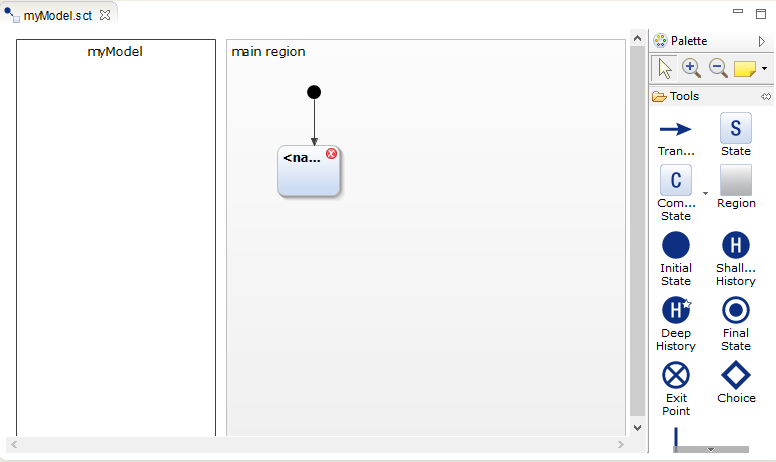 myModel.sct
myModel
main region
<na...
Palette
Tools
Tran...
S
State
C
Com...
State
Region
Initial
State
H
Shall...
History
H
Deep
History
Final
State
Exit
Point
Choice